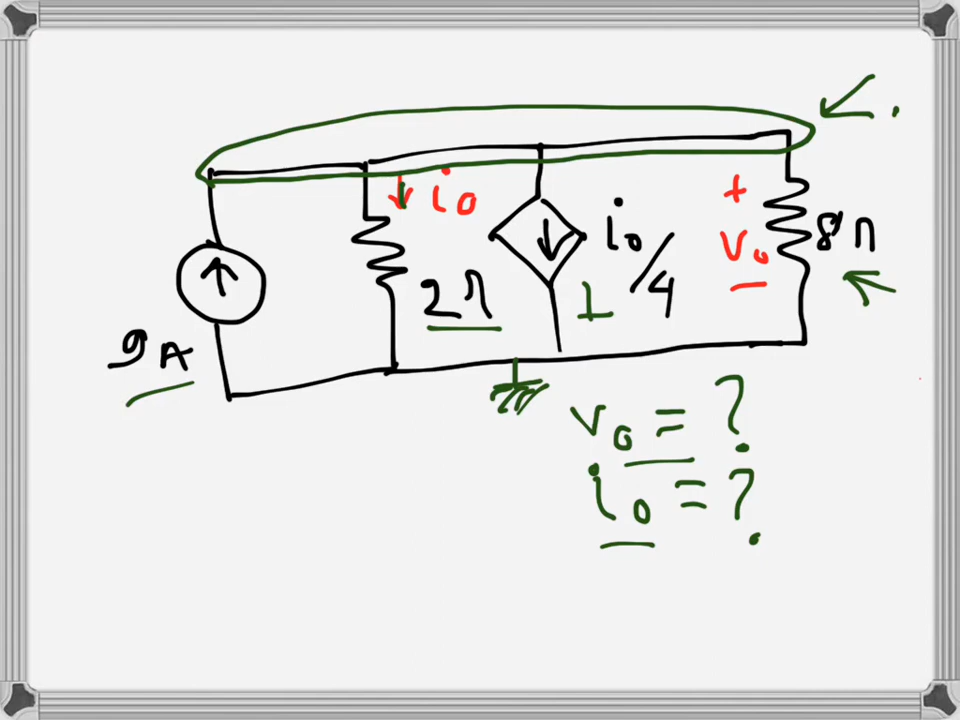 i₀
+
i₀/4
v₀
8Ω
−
2Ω
9A
v₀ = ?
i₀ = ?